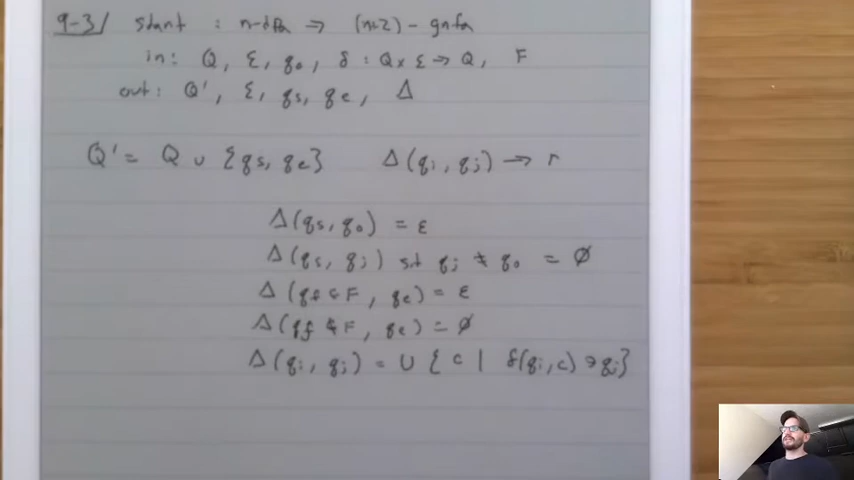 9-3/ start : n-dfa ⇒ (n+2) - gnfa
in: Q, Σ, q₀, δ : Q × Σ → Q, F
out: Q', Σ, qs, qe, Δ
Q' = Q ∪ {qs, qe} Δ(qi, qj) → r
Δ(qs, q₀) = ε
Δ(qs, qj) s.t qj ≠ q₀ = ∅
Δ(qf ∈ F, qe) = ε
Δ(qf ∉ F, qe) = ∅
Δ(qi, qj) = ∪ { c | δ(qi, c) → qj}